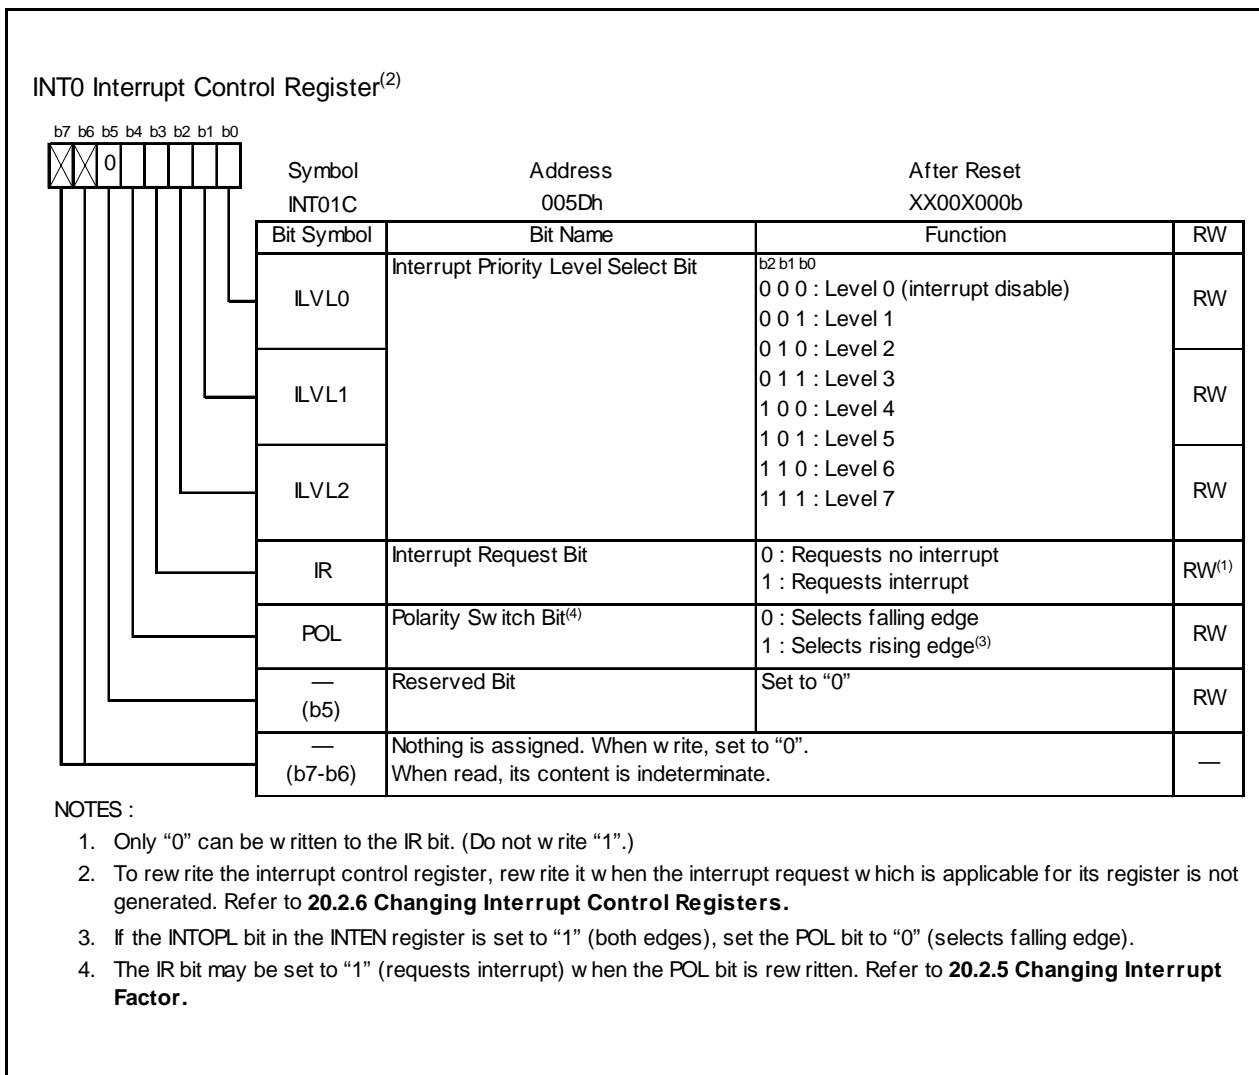 INT0 Interrupt Control Register(2)
b7 b6 b5 b4 b3 b2 b1 b0
0
Symbol Address After Reset
INT01C 005Dh XX00X000b
Bit Symbol Bit Name Function RW
ILVL0 Interrupt Priority Level Select Bit b2 b1 b0
0 0 0 : Level 0 (interrupt disable) RW
0 0 1 : Level 1
0 1 0 : Level 2
ILVL1 0 1 1 : Level 3 RW
1 0 0 : Level 4
1 0 1 : Level 5
ILVL2 1 1 0 : Level 6 RW
1 1 1 : Level 7
IR Interrupt Request Bit 0 : Requests no interrupt RW(1)
1 : Requests interrupt
POL Polarity Switch Bit(4) 0 : Selects falling edge RW
1 : Selects rising edge(3)
— Reserved Bit Set to “0” RW
(b5)
— Nothing is assigned. When write, set to “0”. —
(b7-b6) When read, its content is indeterminate.
NOTES :
1. Only “0” can be written to the IR bit. (Do not write “1”.)
2. To rewrite the interrupt control register, rewrite it when the interrupt request which is applicable for its register is not
generated. Refer to 20.2.6 Changing Interrupt Control Registers.
3. If the INTOPL bit in the INTEN register is set to “1” (both edges), set the POL bit to “0” (selects falling edge).
4. The IR bit may be set to “1” (requests interrupt) when the POL bit is rewritten. Refer to 20.2.5 Changing Interrupt
Factor.